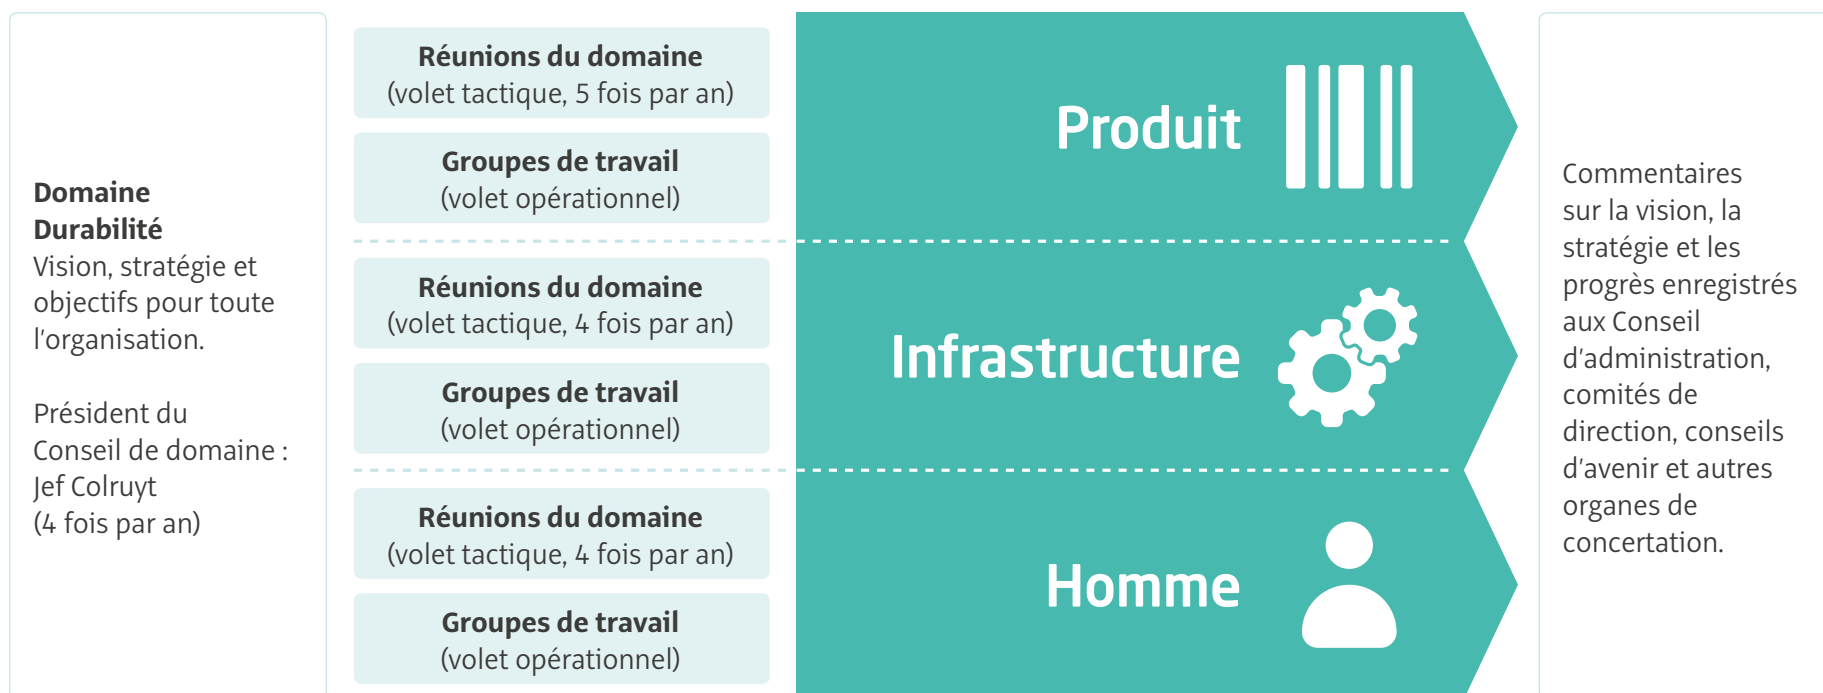 Domaine
Durabilité
Vision, stratégie et
objectifs pour toute
l'organisation.
Président du
Conseil de domaine :
Jef Colruyt
(4 fois par an)
Réunions du domaine
(volet tactique, 5 fois par an)
Groupes de travail
(volet opérationnel)
Produit
Réunions du domaine
(volet tactique, 4 fois par an)
Groupes de travail
(volet opérationnel)
Infrastructure
Réunions du domaine
(volet tactique, 4 fois par an)
Groupes de travail
(volet opérationnel)
Homme
Commentaires
sur la vision, la
stratégie et les
progrès enregistrés
aux Conseil
d'administration,
comités de
direction, conseils
d'avenir et autres
organes de
concertation.